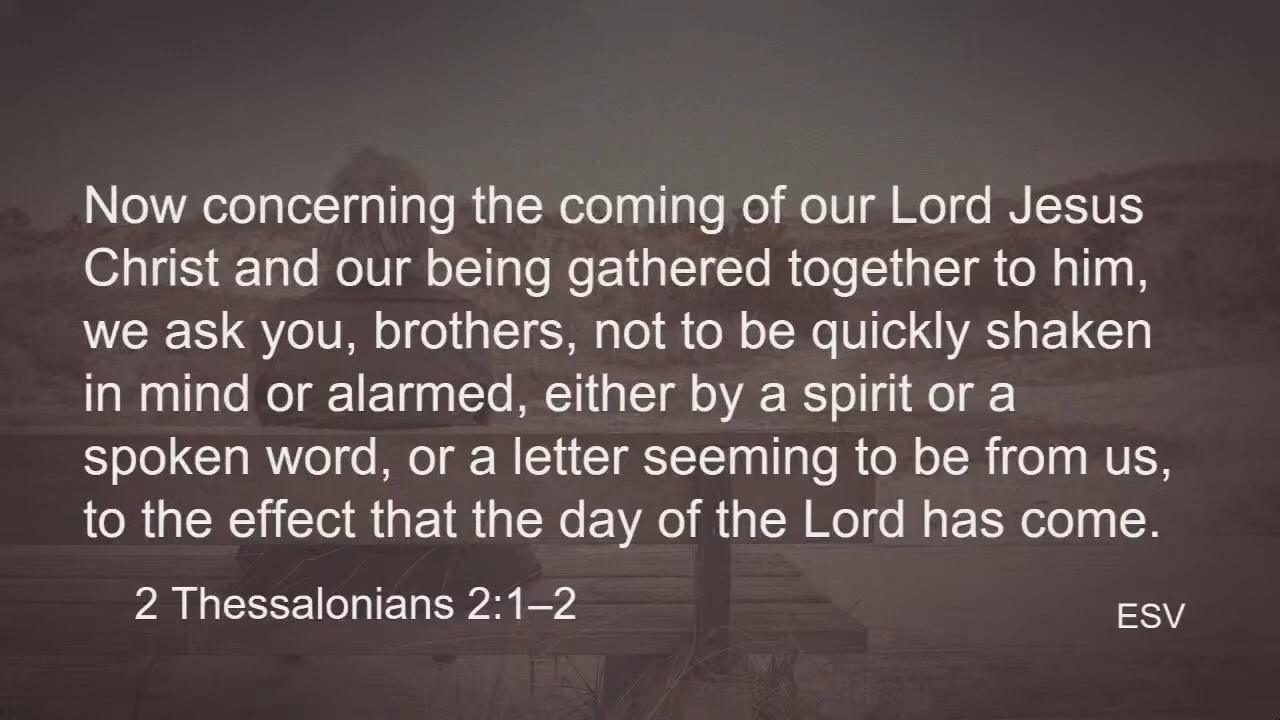 Now concerning the coming of our Lord Jesus
Christ and our being gathered together to him,
we ask you, brothers, not to be quickly shaken
in mind or alarmed, either by a spirit or a
spoken word, or a letter seeming to be from us,
to the effect that the day of the Lord has come.
2 Thessalonians 2:1–2
ESV